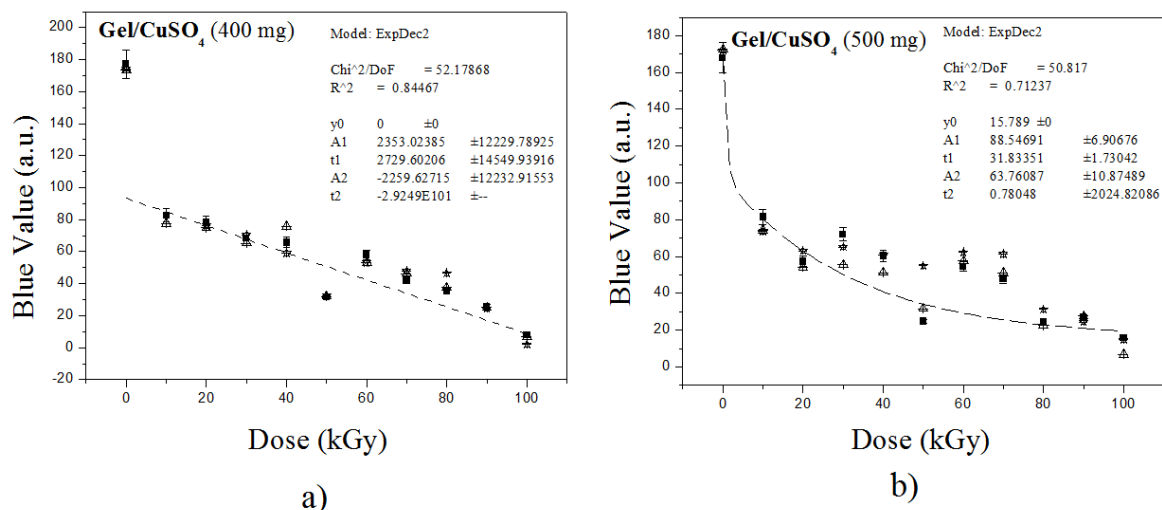 Gel/CuSO4 (400 mg)
Model: ExpDec2
Chi^2/DoF = 52.17868
R^2 = 0.84467
y0 0 ±0
A1 2353.02385 ±12229.78925
t1 2729.60206 ±14549.93916
A2 -2259.62715 ±12232.91553
t2 -2.9249E101 ±--
200
180
160
140
120
100
80
60
40
20
0
-20
Blue Value (a.u.)
0 20 40 60 80 100
Dose (kGy)
a)
Gel/CuSO4 (500 mg)
Model: ExpDec2
Chi^2/DoF = 50.817
R^2 = 0.71237
y0 15.789 ±0
A1 88.54691 ±6.90676
t1 31.83351 ±1.73042
A2 63.76087 ±10.87489
t2 0.78048 ±2024.82086
180
160
140
120
100
80
60
40
20
0
Blue Value (a.u.)
0 20 40 60 80 100
Dose (kGy)
b)